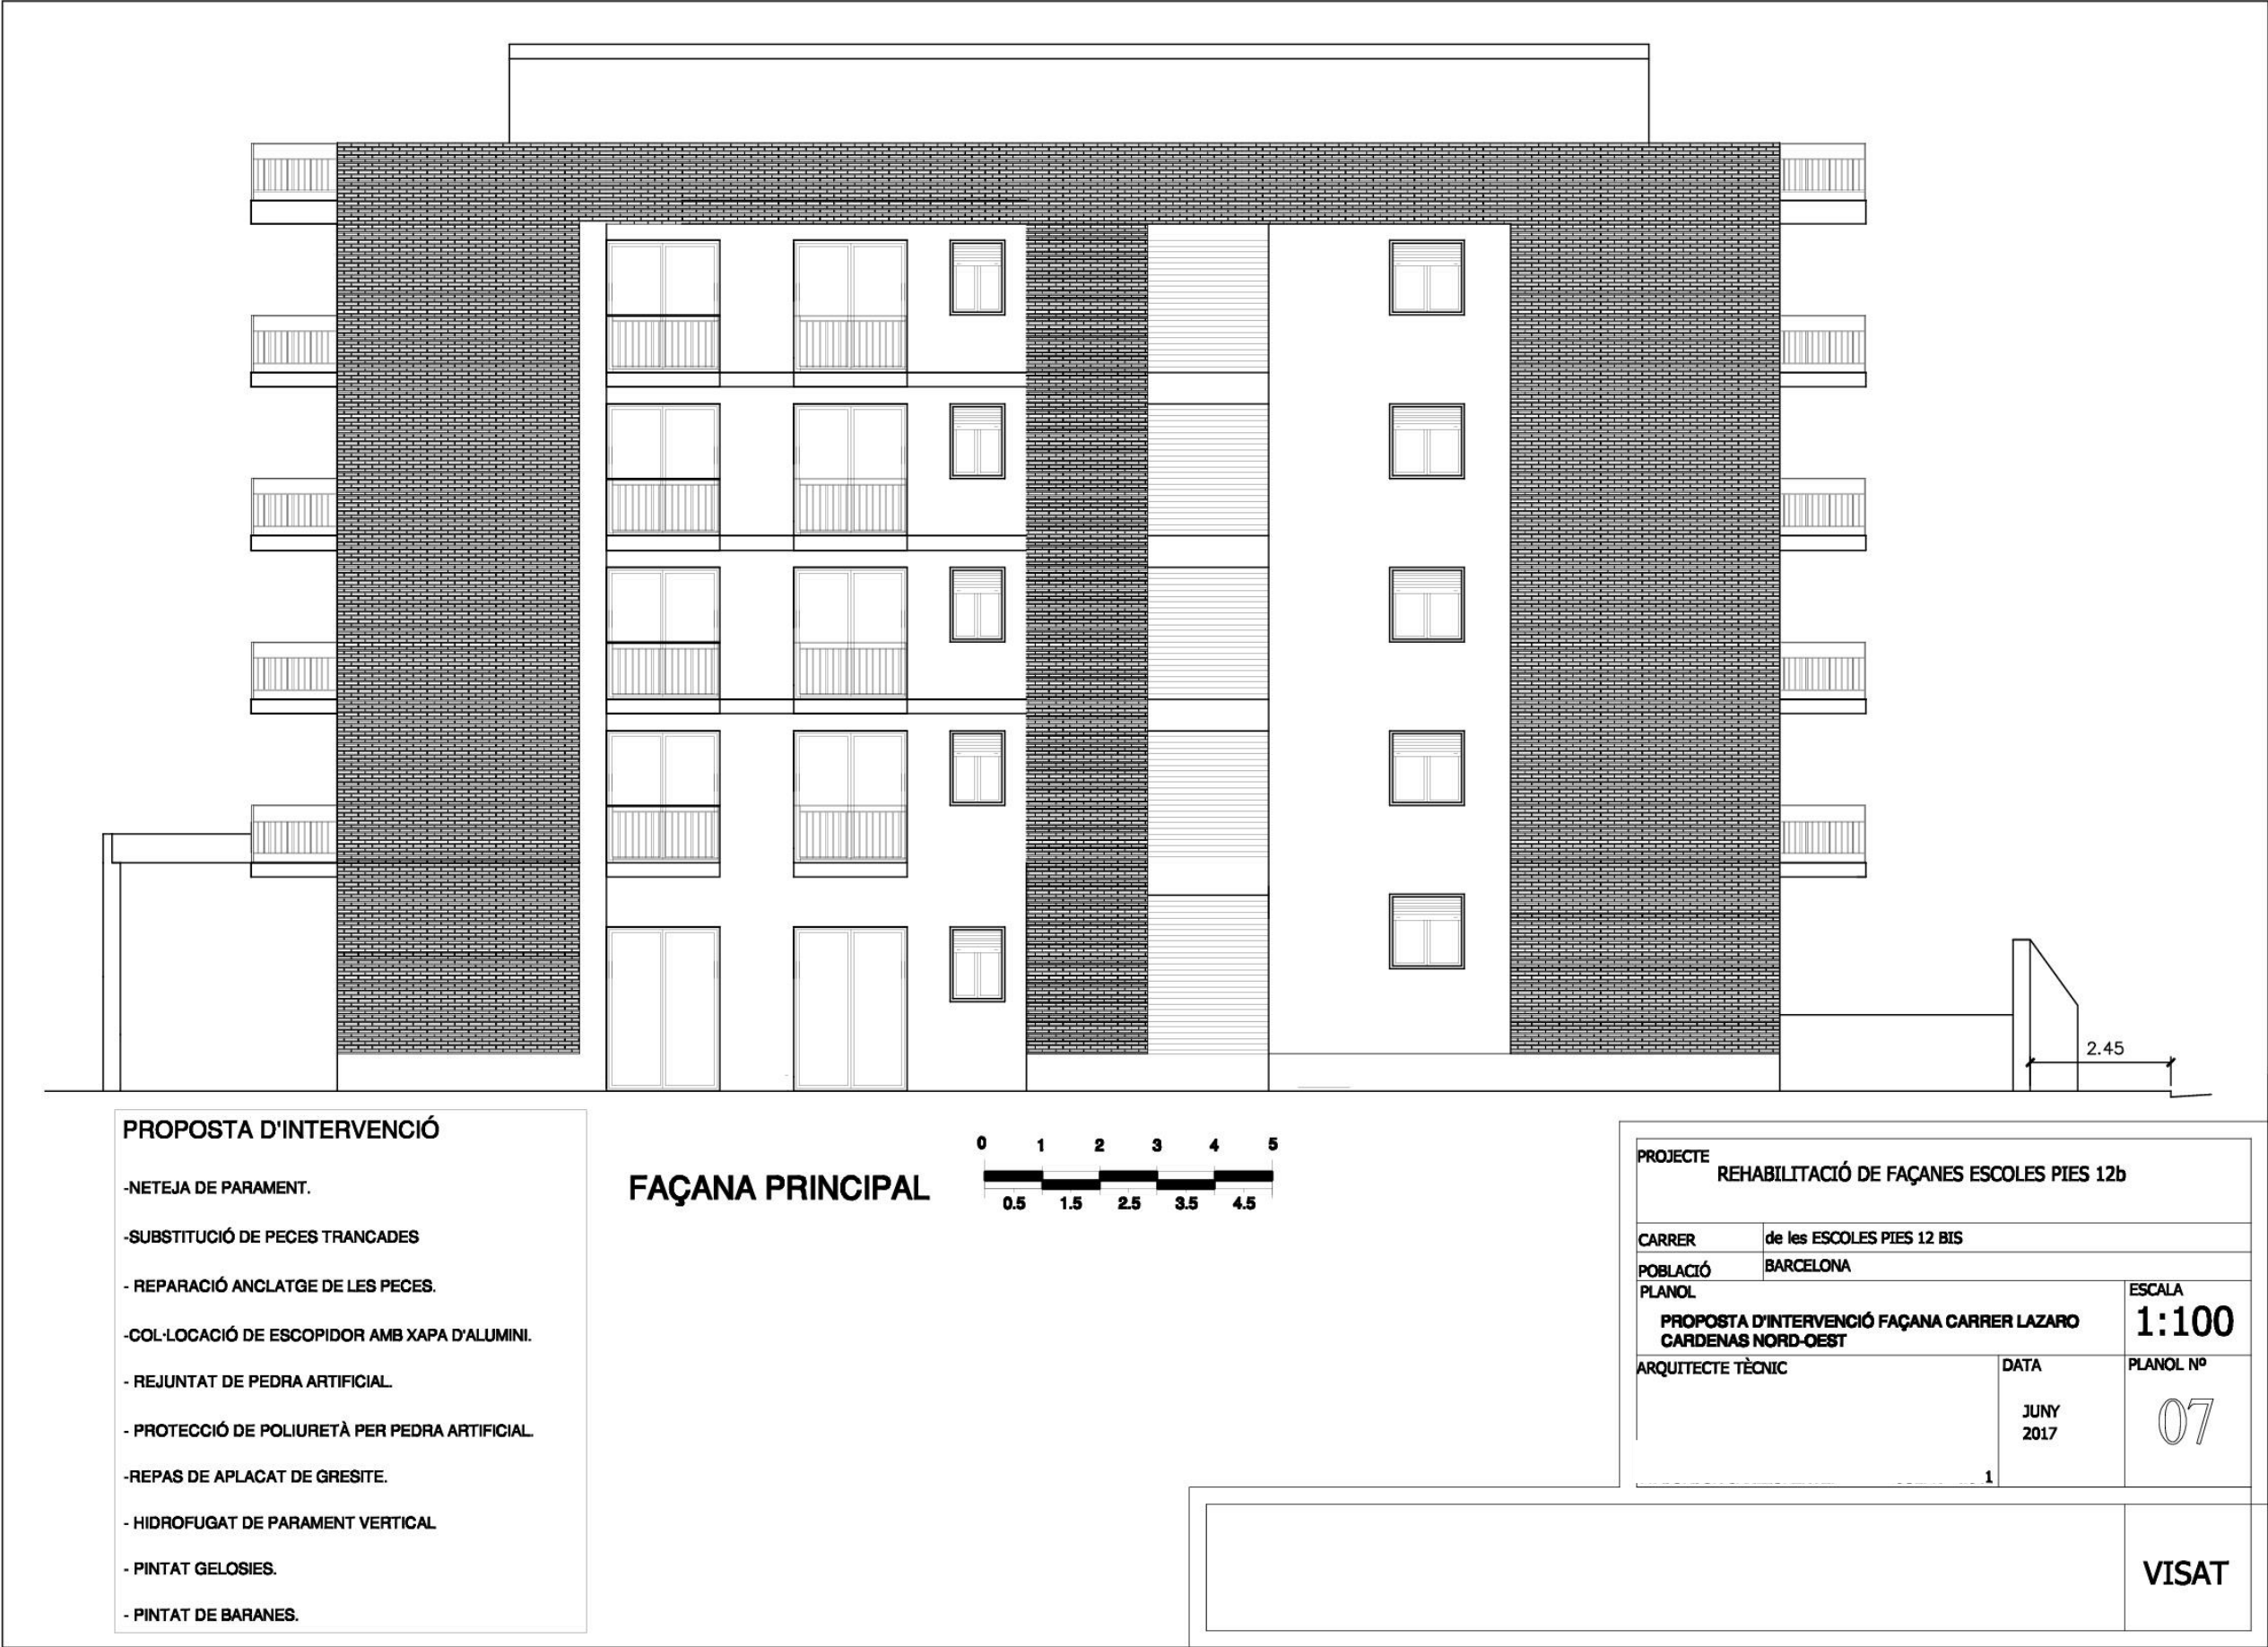 2.45
PROPOSTA D'INTERVENCIÓ
-NETEJA DE PARAMENT.
-SUBSTITUCIÓ DE PECES TRANCADES
- REPARACIÓ ANCLATGE DE LES PECES.
-COL·LOCACIÓ DE ESCOPIDOR AMB XAPA D'ALUMINI.
- REJUNTAT DE PEDRA ARTIFICIAL.
- PROTECCIÓ DE POLIURETÀ PER PEDRA ARTIFICIAL.
-REPAS DE APLACAT DE GRESITE.
- HIDROFUGAT DE PARAMENT VERTICAL
- PINTAT GELOSIES.
- PINTAT DE BARANES.
FAÇANA PRINCIPAL
0 1 2 3 4 5
0.5 1.5 2.5 3.5 4.5
PROJECTE
REHABILITACIÓ DE FAÇANES ESCOLES PIES 12b
CARRER de les ESCOLES PIES 12 BIS
POBLACIÓ BARCELONA
PLANOL
PROPOSTA D'INTERVENCIÓ FAÇANA CARRER LAZARO
CARDENAS NORD-OEST
ESCALA
1:100
ARQUITECTE TÈCNIC
1
DATA
JUNY
2017
PLANOL Nº
07
VISAT